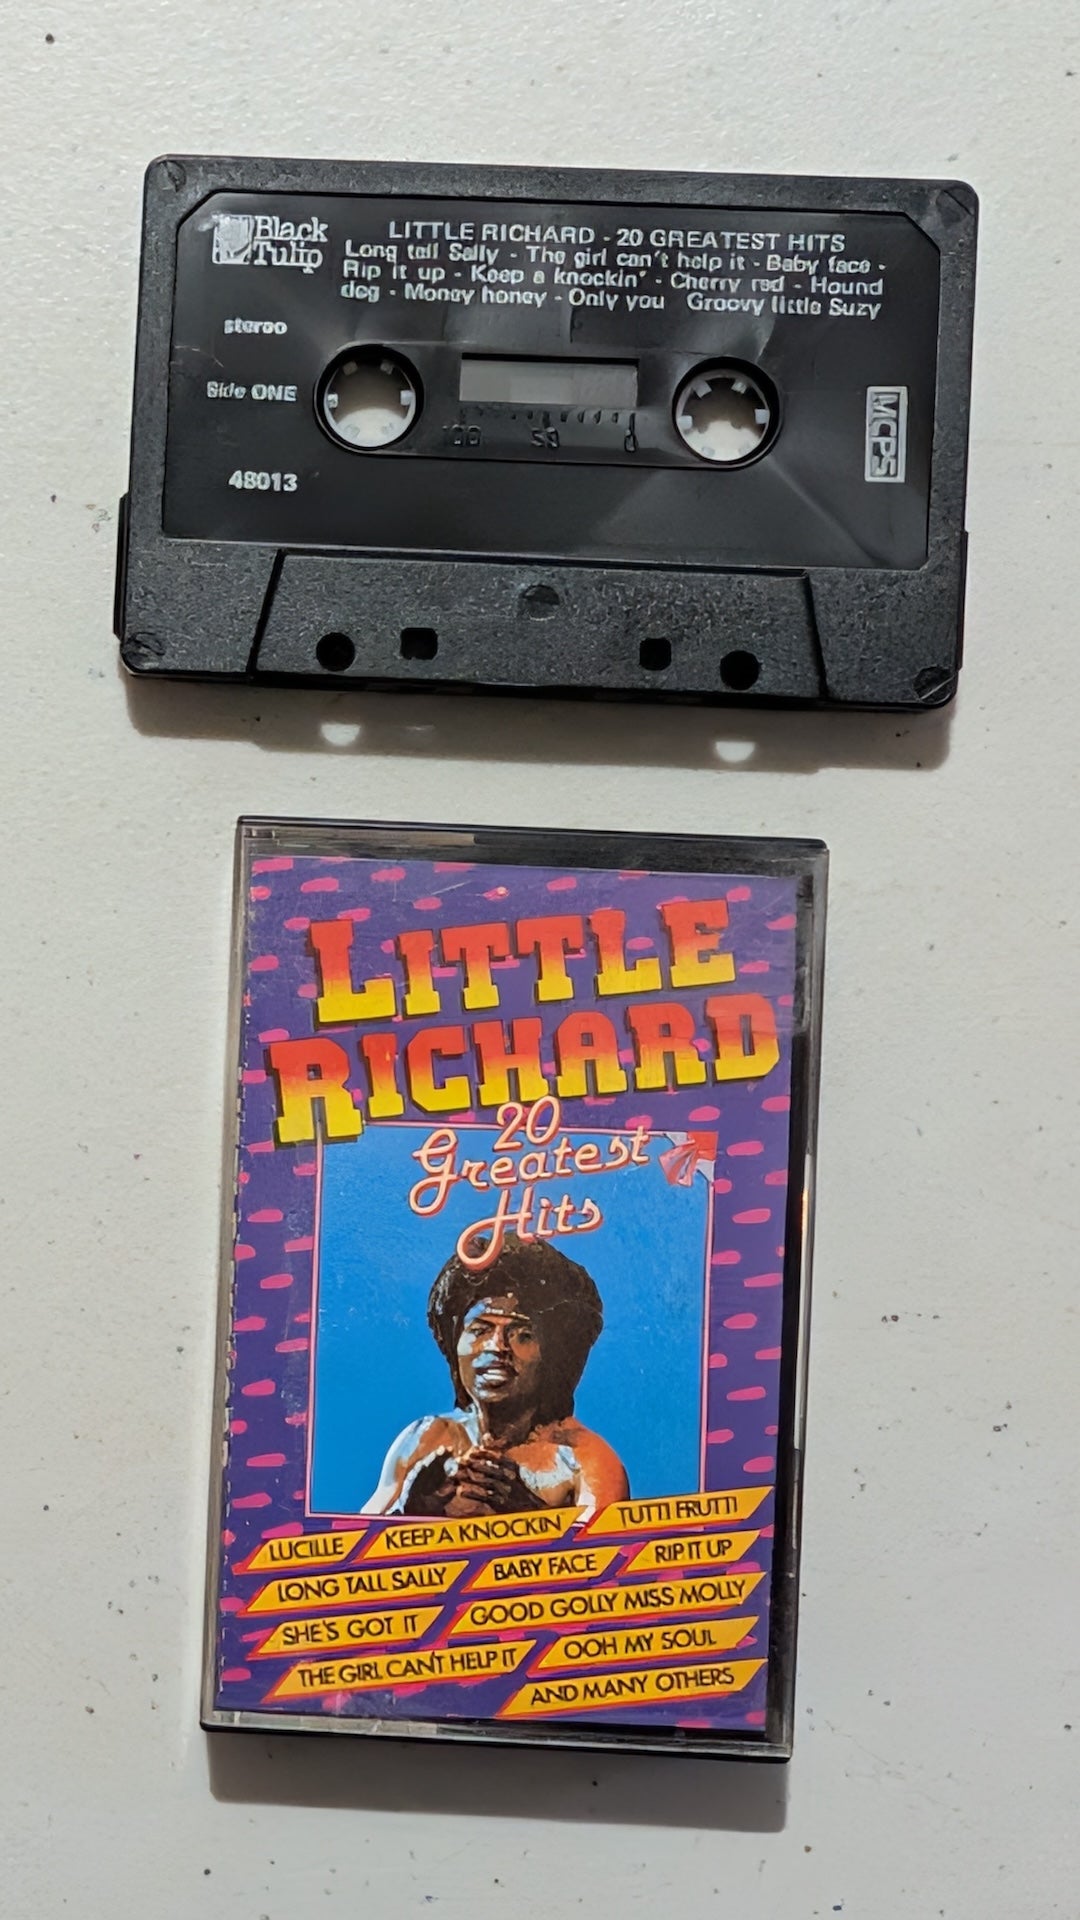 Black
Tulip
LITTLE RICHARD - 20 GREATEST HITS
Long tall Sally - The girl can't help it - Baby face -
Rip it up - Keep a knockin' - Cherry red - Hound
dog - Money honey - Only you Groovy little Suzy
stereo
Side ONE
100 50 0
48013
MCPS
LITTLE
RICHARD
20
Greatest
Hits
LUCILLE KEEP A KNOCKIN' TUTTI FRUTTI
LONG TALL SALLY BABY FACE RIP IT UP
SHE'S GOT IT GOOD GOLLY MISS MOLLY
THE GIRL CAN'T HELP IT OOH MY SOUL
AND MANY OTHERS